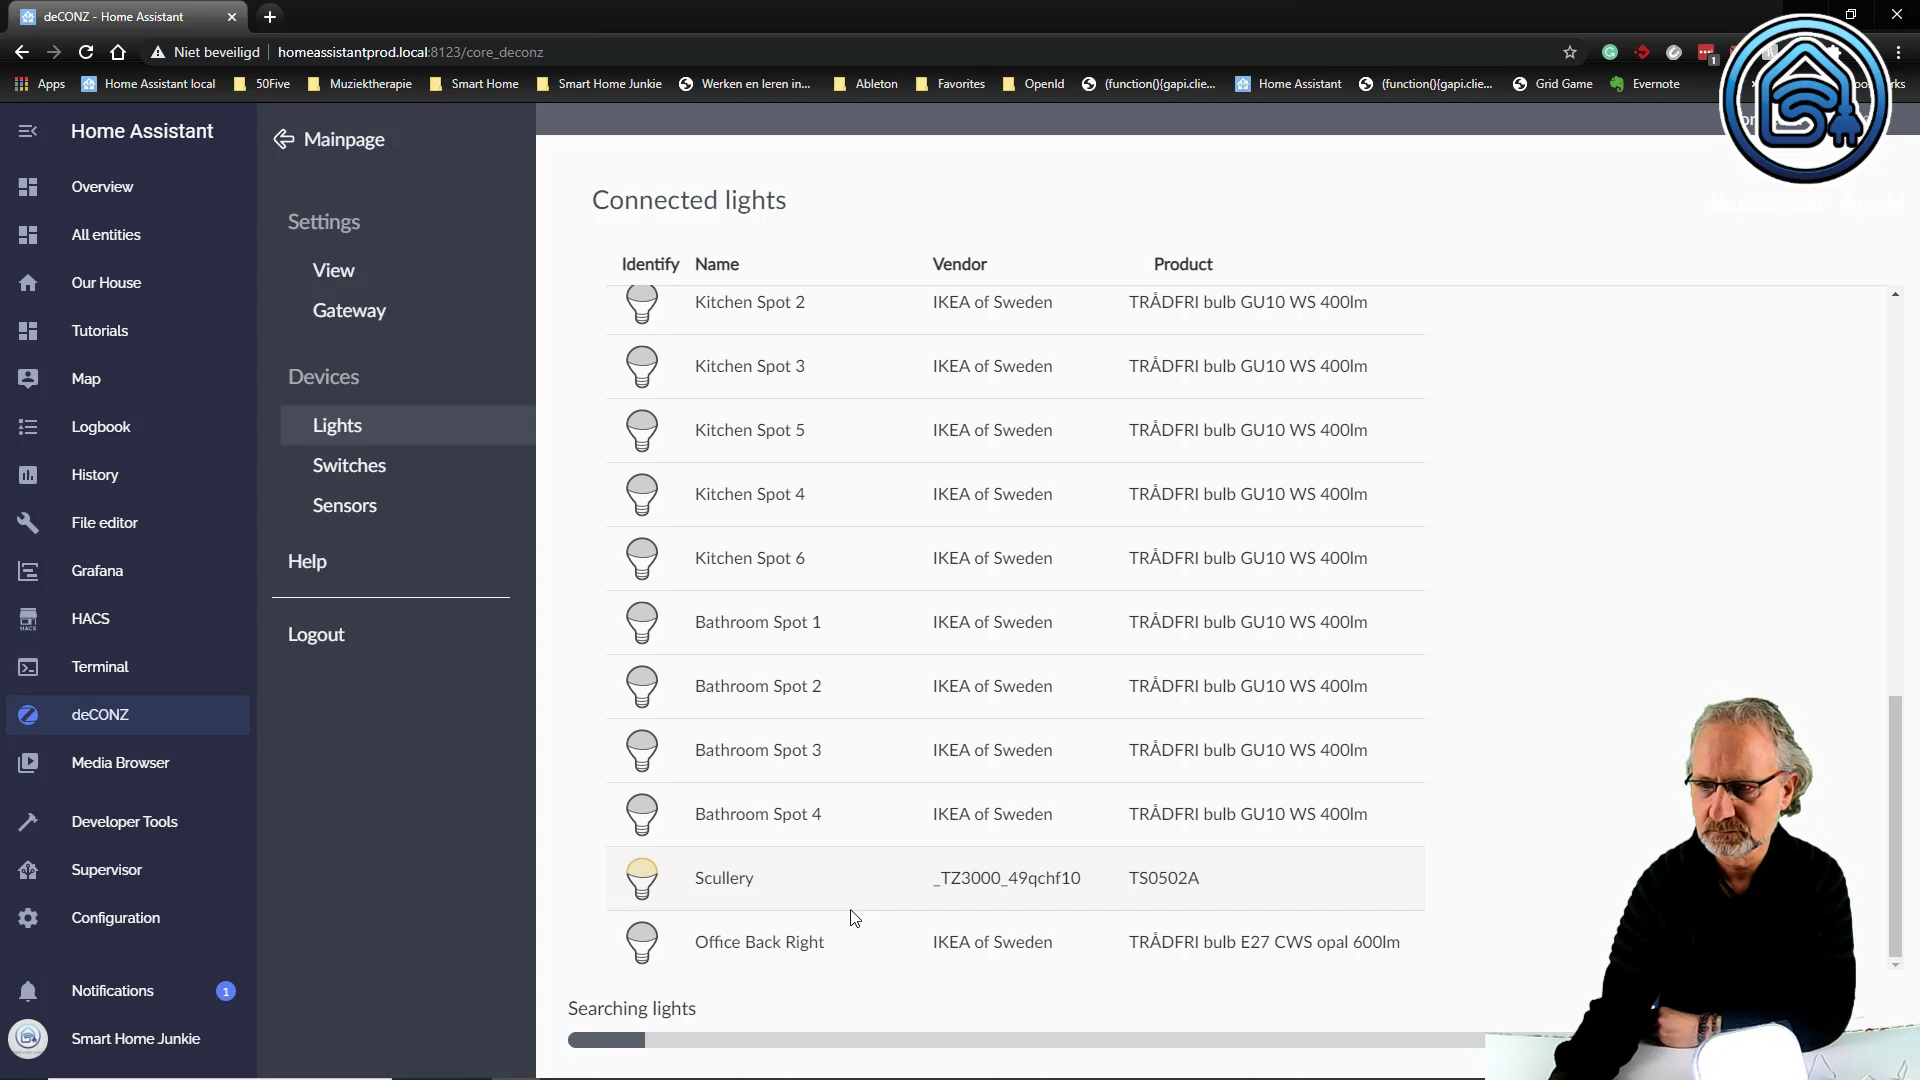 deCONZ - Home Assistant
Niet beveiligd
homeassistantprod.local:8123/core_deconz
1
Apps
Home Assistant local
50Five
Muziektherapie
Smart Home
Smart Home Junkie
Werken en leren in...
Ableton
Favorites
OpenId
(function(){gapi.clie...
Home Assistant
(function(){gapi.clie...
Grid Game
Evernote
Home Assistant
Overview
All entities
Our House
Tutorials
Map
Logbook
History
File editor
Grafana
HACS
HACS
Terminal
deCONZ
Media Browser
Developer Tools
Supervisor
Configuration
Notifications
1
Smart Home Junkie
Mainpage
Settings
View
Gateway
Devices
Lights
Switches
Sensors
Help
Logout
Connected lights
Identify Name Vendor Product
Kitchen Spot 2 IKEA of Sweden TRÅDFRI bulb GU10 WS 400lm
Kitchen Spot 3 IKEA of Sweden TRÅDFRI bulb GU10 WS 400lm
Kitchen Spot 5 IKEA of Sweden TRÅDFRI bulb GU10 WS 400lm
Kitchen Spot 4 IKEA of Sweden TRÅDFRI bulb GU10 WS 400lm
Kitchen Spot 6 IKEA of Sweden TRÅDFRI bulb GU10 WS 400lm
Bathroom Spot 1 IKEA of Sweden TRÅDFRI bulb GU10 WS 400lm
Bathroom Spot 2 IKEA of Sweden TRÅDFRI bulb GU10 WS 400lm
Bathroom Spot 3 IKEA of Sweden TRÅDFRI bulb GU10 WS 400lm
Bathroom Spot 4 IKEA of Sweden TRÅDFRI bulb GU10 WS 400lm
Scullery _TZ3000_49qchf10 TS0502A
Office Back Right IKEA of Sweden TRÅDFRI bulb E27 CWS opal 600lm
Searching lights